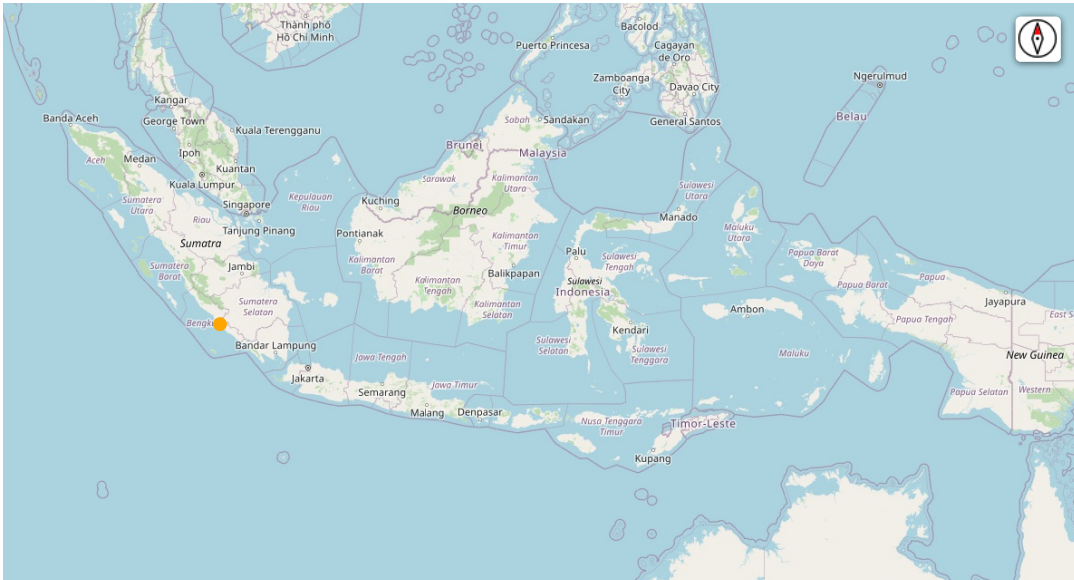 Thành phố
Hồ Chí Minh
Bacolod
Puerto Princesa
Cagayan
de Oro
Zamboanga
City
Davao City
Ngerulmud
Kangar
Banda Aceh
George Town
Kuala Terengganu
Sabah
Sandakan
General Santos
Belau
Brunei
Malaysia
Aceh
Medan
Ipoh
Kuantan
Kuala Lumpur
Sarawak
Kalimantan
Utara
Sulawesi
Utara
Sumatera
Utara
Riau
Singapore
Kepulauan
Riau
Kuching
Borneo
Manado
Tanjung Pinang
Pontianak
Kalimantan
Timur
Maluku
Utara
Sumatra
Palu
Sulawesi
Tengah
Papua Barat
Daya
Sumatera
Barat
Jambi
Kalimantan
Barat
Balikpapan
Kalimantan
Tengah
Sulawesi
Indonesia
Papua
Papua Barat
Jayapura
Sumatera
Selatan
Kalimantan
Selatan
Ambon
Papua Tengah
East S
Kendari
Bandar Lampung
Sulawesi
Selatan
Sulawesi
Tenggara
Maluku
New Guinea
Jawa Tengah
Jakarta
Semarang
Jawa Timur
Papua Selatan
Western
Malang
Denpasar
Nusa Tenggara
Timur
Timor-Leste
Kupang